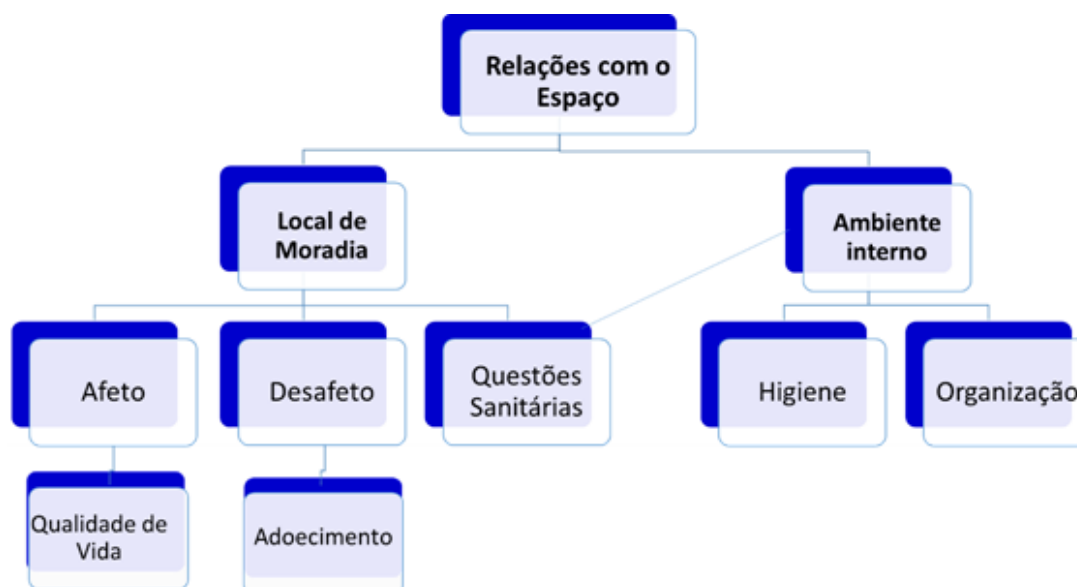 Relações com o
Espaço
Local de
Moradia
Ambiente
interno
Afeto
Desafeto
Questões
Sanitárias
Higiene
Organização
Qualidade de
Vida
Adoecimento